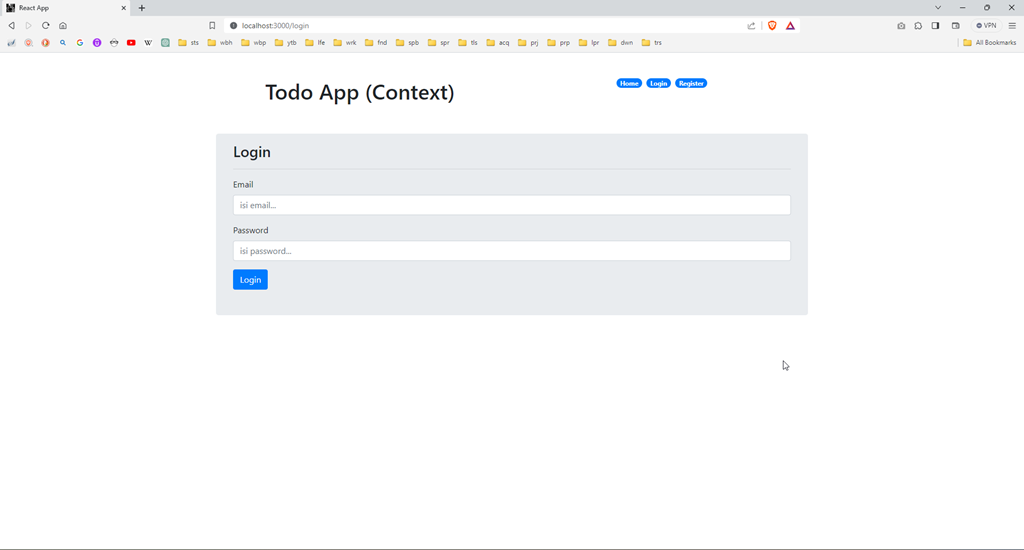 React App
localhost:3000/login
VPN
sts wbh wbp ytb lfe wrk fnd spb spr tls acq prj prp lpr dwn trs All Bookmarks
Todo App (Context)
Home Login Register
Login
Email
isi email...
Password
isi password...
Login